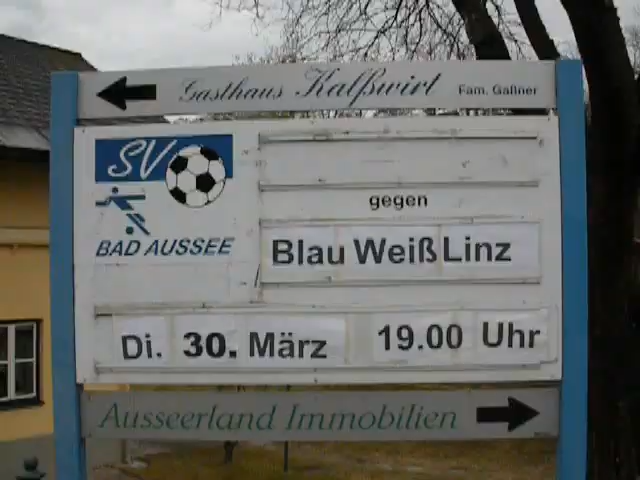 Gasthaus Kalßwirt Fam. Gaßner
SV
BAD AUSSEE
gegen
Blau Weiß Linz
Di. 30. März 19.00 Uhr
Ausseerland Immobilien